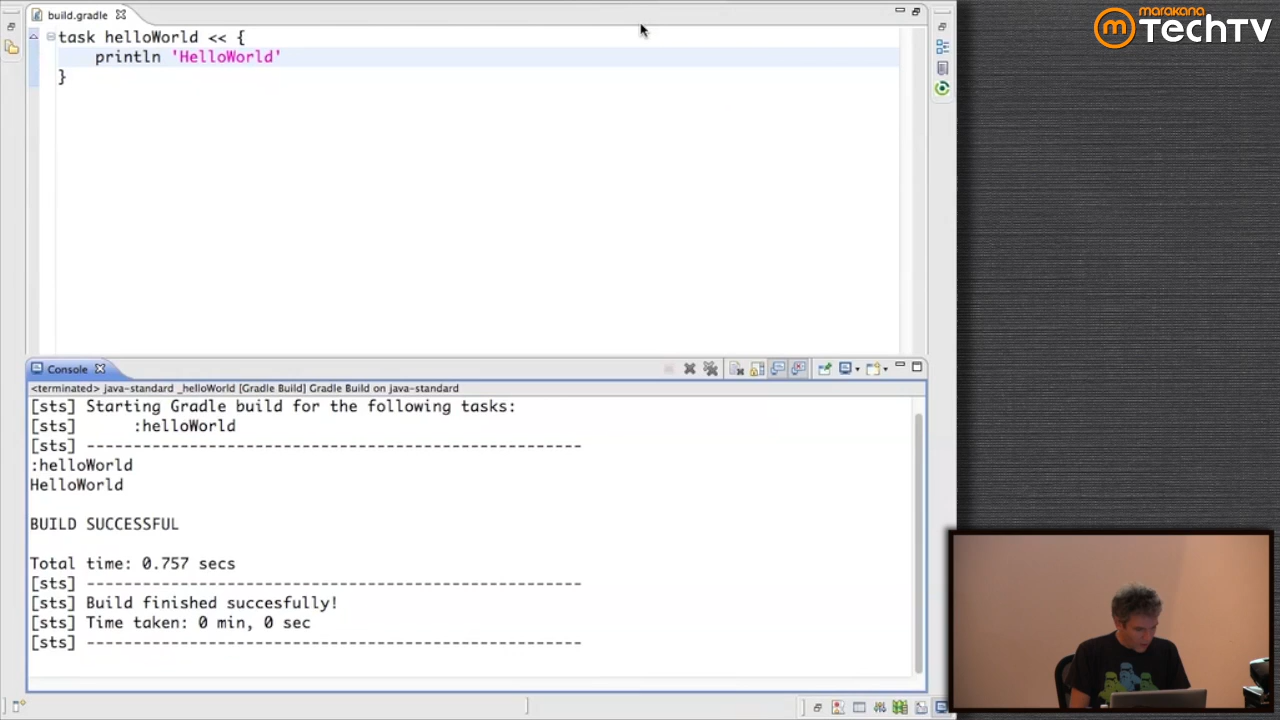 build.gradle
marakana
TechTV
task helloWorld << {
println 'HelloWorld'
}
Console
<terminated> java-standard _helloWorld [Gradle Build] Gradle Build on java-standard
[sts] Starting Gradle build for the following tasks:
[sts] :helloWorld
[sts] -----------------------------------------------------
:helloWorld
HelloWorld
BUILD SUCCESSFUL
Total time: 0.757 secs
[sts] -----------------------------------------------------
[sts] Build finished succesfully!
[sts] Time taken: 0 min, 0 sec
[sts] -----------------------------------------------------